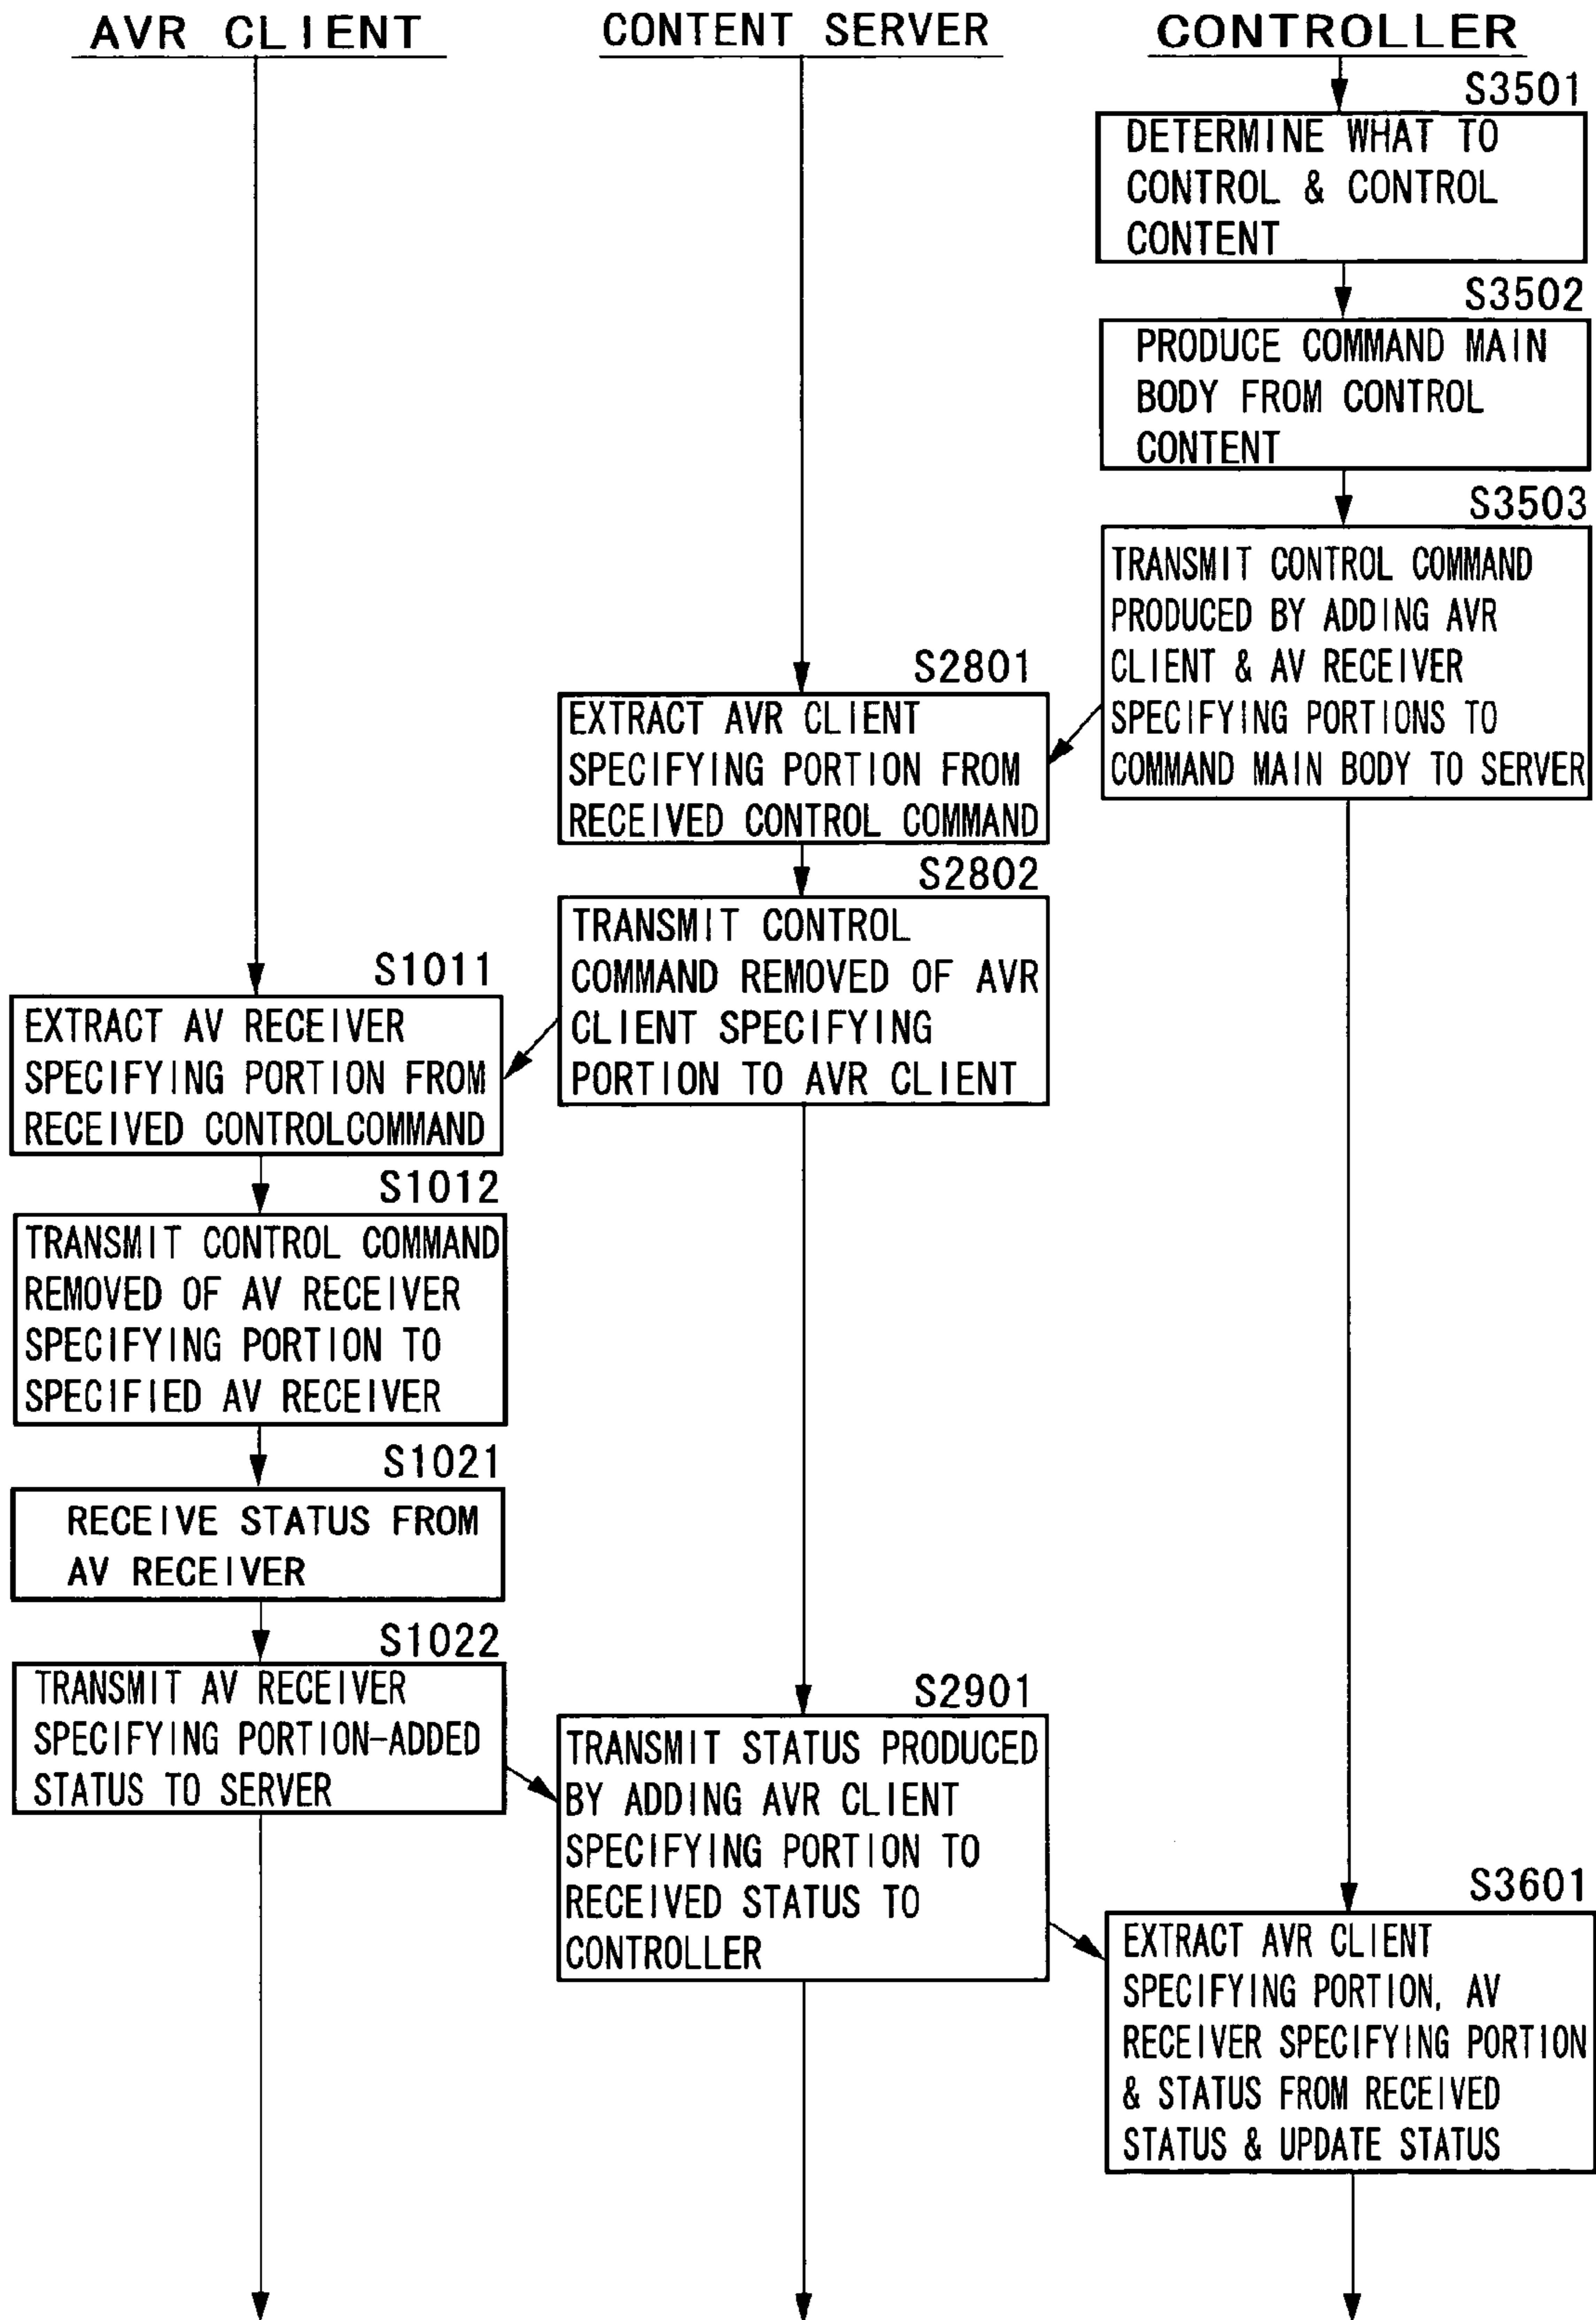 AVR CLIENT
CONTENT SERVER
CONTROLLER
S3501
DETERMINE WHAT TO
CONTROL & CONTROL
CONTENT
S3502
PRODUCE COMMAND MAIN
BODY FROM CONTROL
CONTENT
S3503
TRANSMIT CONTROL COMMAND
PRODUCED BY ADDING AVR
CLIENT & AV RECEIVER
SPECIFYING PORTIONS TO
COMMAND MAIN BODY TO SERVER
S2801
EXTRACT AVR CLIENT
SPECIFYING PORTION FROM
RECEIVED CONTROL COMMAND
S2802
TRANSMIT CONTROL
COMMAND REMOVED OF AVR
CLIENT SPECIFYING
PORTION TO AVR CLIENT
S1011
EXTRACT AV RECEIVER
SPECIFYING PORTION FROM
RECEIVED CONTROLCOMMAND
S1012
TRANSMIT CONTROL COMMAND
REMOVED OF AV RECEIVER
SPECIFYING PORTION TO
SPECIFIED AV RECEIVER
S1021
RECEIVE STATUS FROM
AV RECEIVER
S1022
TRANSMIT AV RECEIVER
SPECIFYING PORTION-ADDED
STATUS TO SERVER
S2901
TRANSMIT STATUS PRODUCED
BY ADDING AVR CLIENT
SPECIFYING PORTION TO
RECEIVED STATUS TO
CONTROLLER
S3601
EXTRACT AVR CLIENT
SPECIFYING PORTION, AV
RECEIVER SPECIFYING PORTION
& STATUS FROM RECEIVED
STATUS & UPDATE STATUS